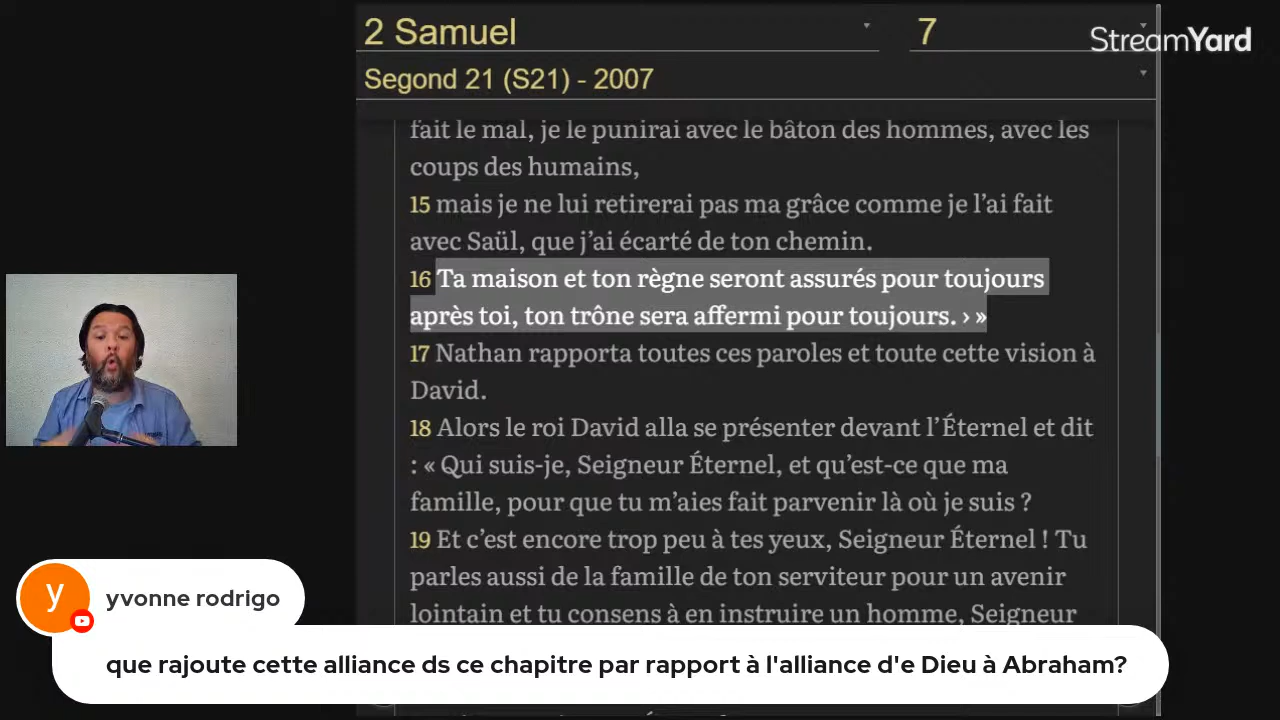 2 Samuel
7
StreamYard
Segond 21 (S21) - 2007
fait le mal, je le punirai avec le bâton des hommes, avec les
coups des humains,
15 mais je ne lui retirerai pas ma grâce comme je l’ai fait
avec Saül, que j’ai écarté de ton chemin.
16 Ta maison et ton règne seront assurés pour toujours
après toi, ton trône sera affermi pour toujours. › »
17 Nathan rapporta toutes ces paroles et toute cette vision à
David.
18 Alors le roi David alla se présenter devant l’Éternel et dit
: « Qui suis-je, Seigneur Éternel, et qu’est-ce que ma
famille, pour que tu m’aies fait parvenir là où je suis ?
19 Et c’est encore trop peu à tes yeux, Seigneur Éternel ! Tu
parles aussi de la famille de ton serviteur pour un avenir
lointain et tu consens à en instruire un homme, Seigneur
y
yvonne rodrigo
que rajoute cette alliance ds ce chapitre par rapport à l'alliance d'e Dieu à Abraham?